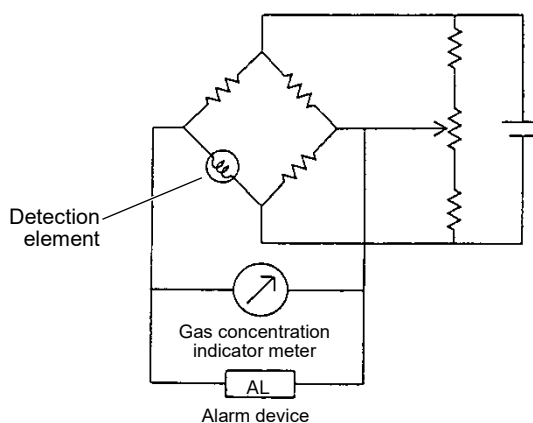 Detection
element
Gas concentration
indicator meter
AL
Alarm device